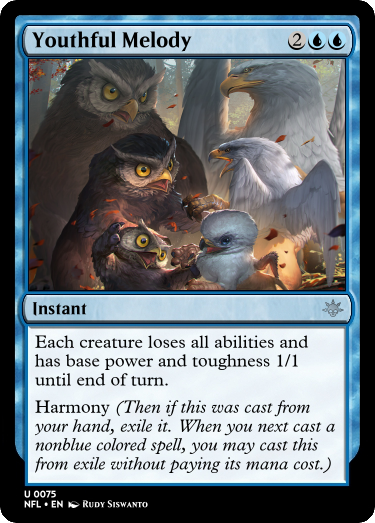 Youthful Melody 2
Instant
Each creature loses all abilities and
has base power and toughness 1/1
until end of turn.
Harmony (Then if this was cast from
your hand, exile it. When you next cast a
nonblue colored spell, you may cast this
from exile without paying its mana cost.)
U 0075
NFL • EN Rudy Siswanto